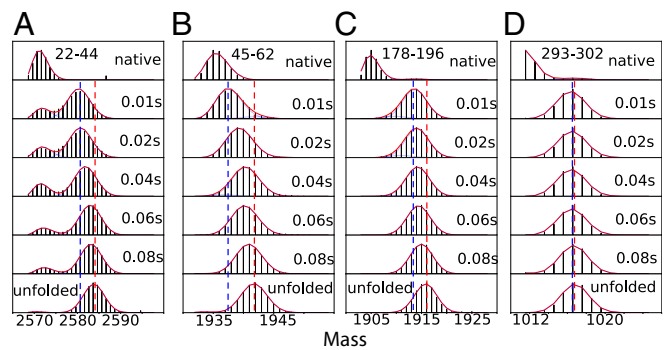 A B C D
22-44 45-62 178-196 293-302
native native native native
0.01s 0.01s 0.01s 0.01s
0.02s 0.02s 0.02s 0.02s
0.04s 0.04s 0.04s 0.04s
0.06s 0.06s 0.06s 0.06s
0.08s 0.08s 0.08s 0.08s
unfolded unfolded unfolded unfolded
2570 2580 2590 1935 1945 1905 1915 1925 1012 1020
Mass